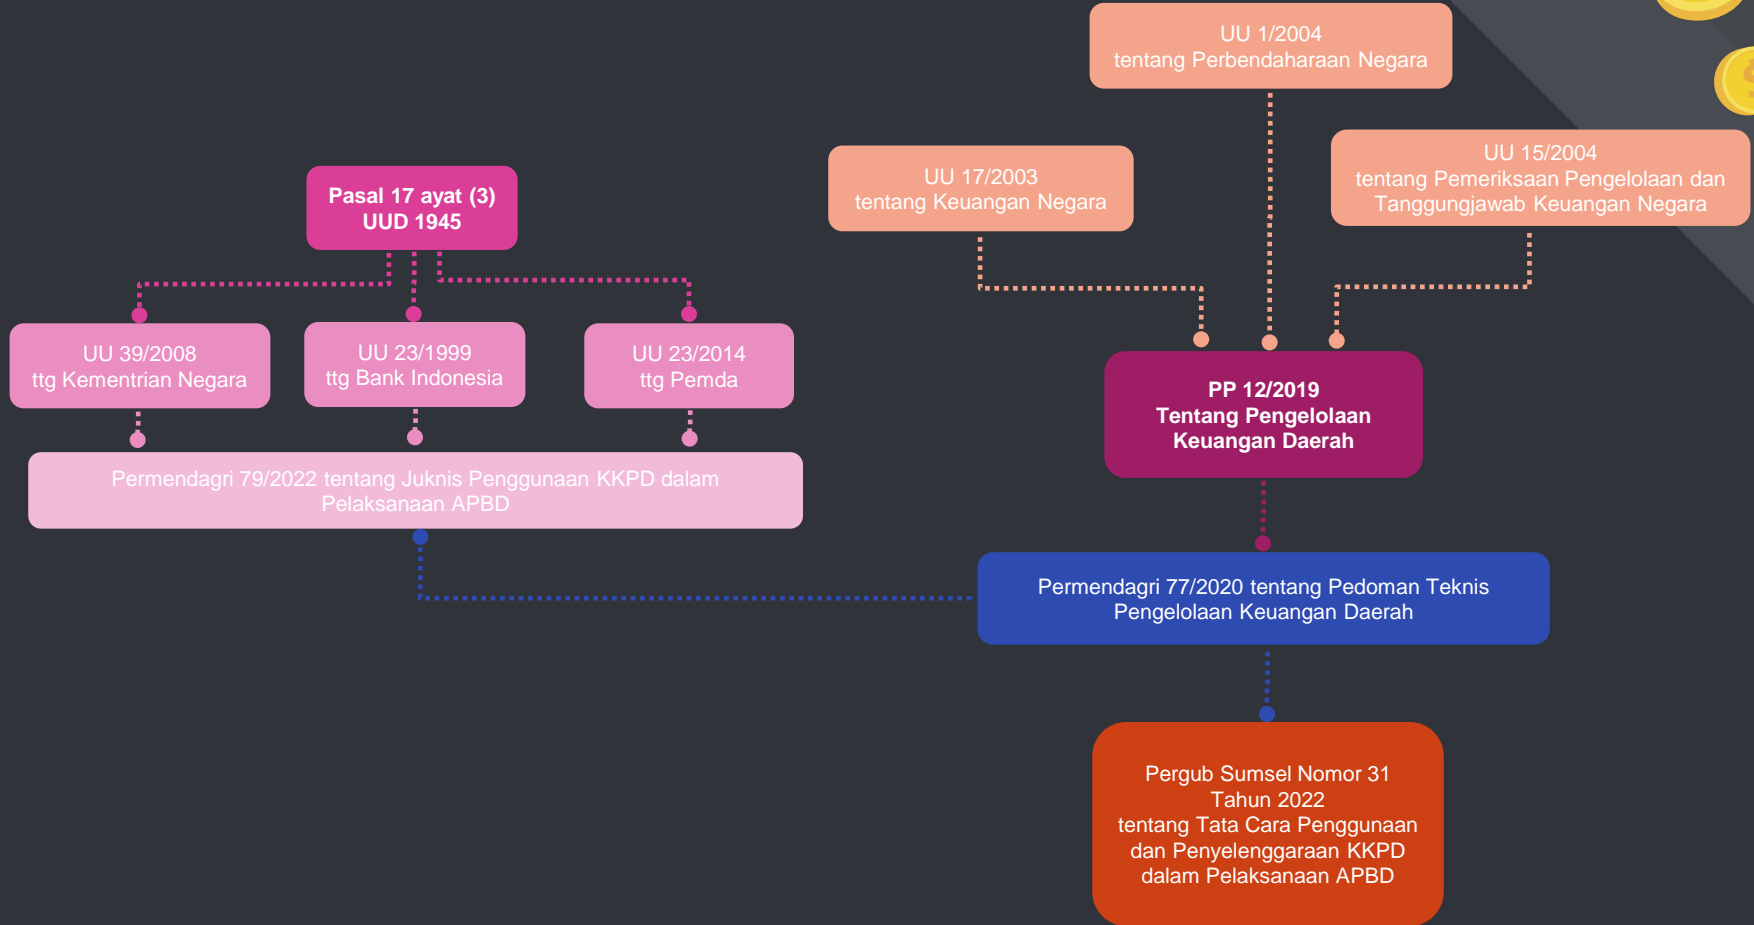 UU 1/2004
tentang Perbendaharaan Negara
UU 17/2003
tentang Keuangan Negara
UU 15/2004
tentang Pemeriksaan Pengelolaan dan
Tanggungjawab Keuangan Negara
Pasal 17 ayat (3)
UUD 1945
UU 39/2008
ttg Kementrian Negara
UU 23/1999
ttg Bank Indonesia
UU 23/2014
ttg Pemda
PP 12/2019
Tentang Pengelolaan
Keuangan Daerah
Permendagri 79/2022 tentang Juknis Penggunaan KKPD dalam
Pelaksanaan APBD
Permendagri 77/2020 tentang Pedoman Teknis
Pengelolaan Keuangan Daerah
Pergub Sumsel Nomor 31
Tahun 2022
tentang Tata Cara Penggunaan
dan Penyelenggaraan KKPD
dalam Pelaksanaan APBD